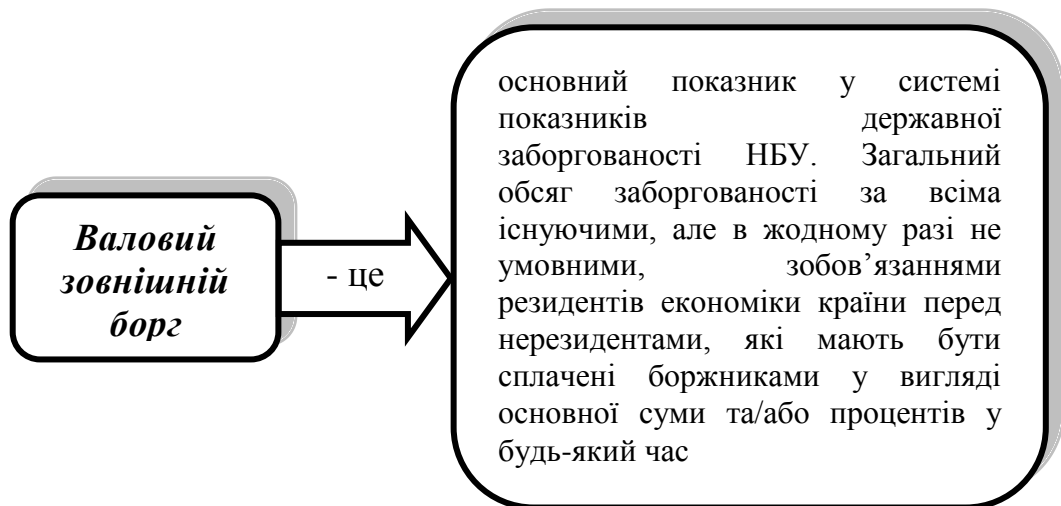 Валовий
зовнішній
борг
- це
основний показник у системі
показників державної
заборгованості НБУ. Загальний
обсяг заборгованості за всіма
існуючими, але в жодному разі не
умовними, зобов’язаннями
резидентів економіки країни перед
нерезидентами, які мають бути
сплачені боржниками у вигляді
основної суми та/або процентів у
будь-який час